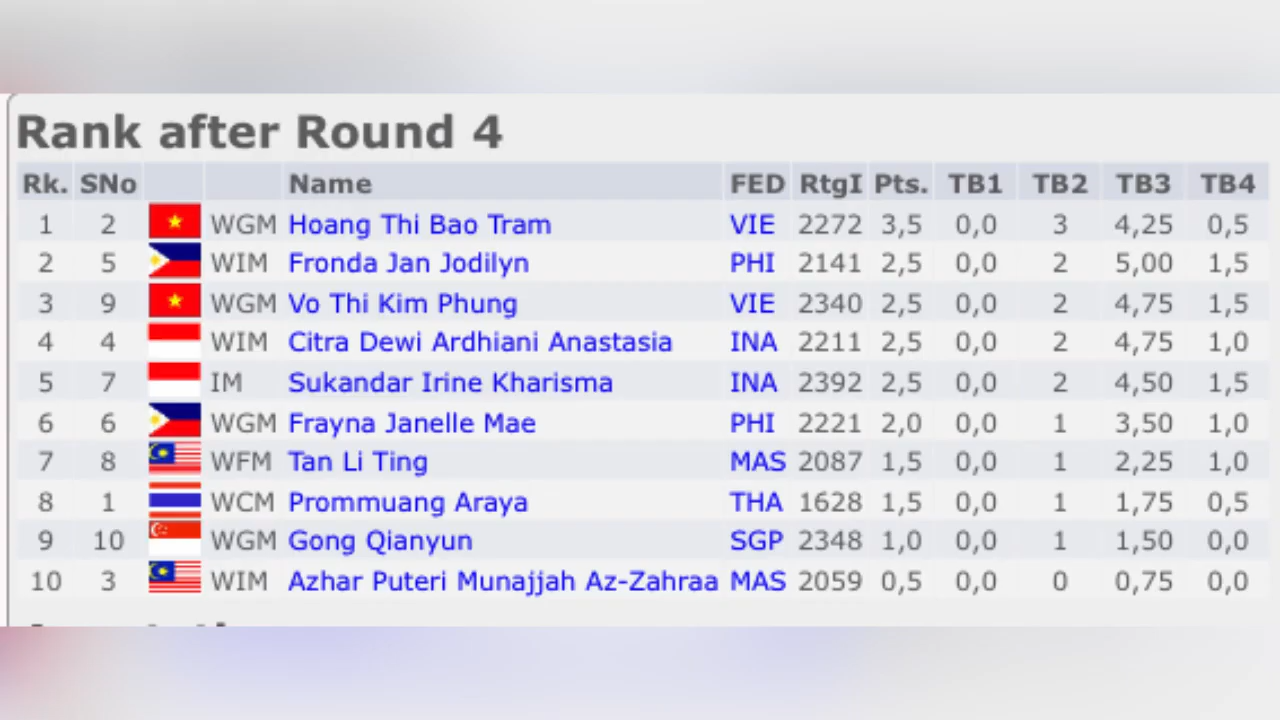 Rank after Round 4
Rk. SNo Name FED RtgI Pts. TB1 TB2 TB3 TB4
1 2 WGM Hoang Thi Bao Tram VIE 2272 3,5 0,0 3 4,25 0,5
2 5 WIM Fronda Jan Jodilyn PHI 2141 2,5 0,0 2 5,00 1,5
3 9 WGM Vo Thi Kim Phung VIE 2340 2,5 0,0 2 4,75 1,5
4 4 WIM Citra Dewi Ardhiani Anastasia INA 2211 2,5 0,0 2 4,75 1,0
5 7 IM Sukandar Irine Kharisma INA 2392 2,5 0,0 2 4,50 1,5
6 6 WGM Frayna Janelle Mae PHI 2221 2,0 0,0 1 3,50 1,0
7 8 WFM Tan Li Ting MAS 2087 1,5 0,0 1 2,25 1,0
8 1 WCM Prommuang Araya THA 1628 1,5 0,0 1 1,75 0,5
9 10 WGM Gong Qianyun SGP 2348 1,0 0,0 1 1,50 0,0
10 3 WIM Azhar Puteri Munajjah Az-Zahraa MAS 2059 0,5 0,0 0 0,75 0,0